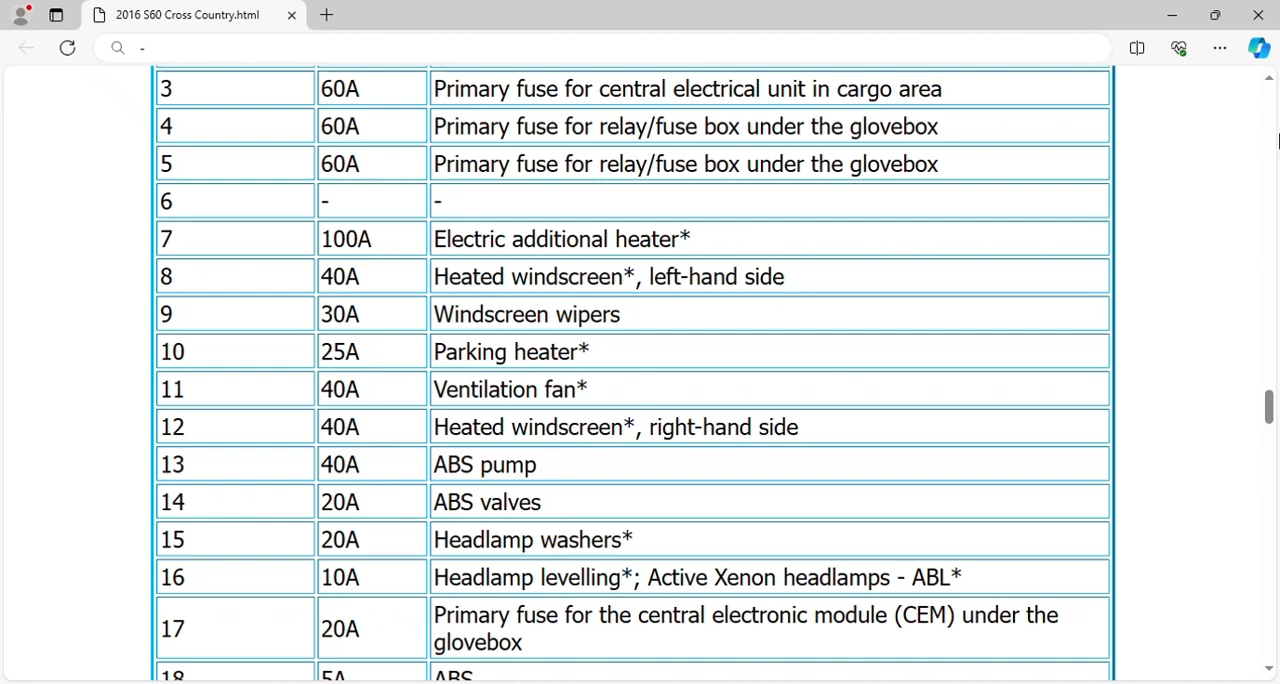 2016 S60 Cross Country.html
-
3 60A Primary fuse for central electrical unit in cargo area
4 60A Primary fuse for relay/fuse box under the glovebox
5 60A Primary fuse for relay/fuse box under the glovebox
6 - -
7 100A Electric additional heater*
8 40A Heated windscreen*, left-hand side
9 30A Windscreen wipers
10 25A Parking heater*
11 40A Ventilation fan*
12 40A Heated windscreen*, right-hand side
13 40A ABS pump
14 20A ABS valves
15 20A Headlamp washers*
16 10A Headlamp levelling*; Active Xenon headlamps - ABL*
17 20A Primary fuse for the central electronic module (CEM) under the
glovebox
18 5A ABS